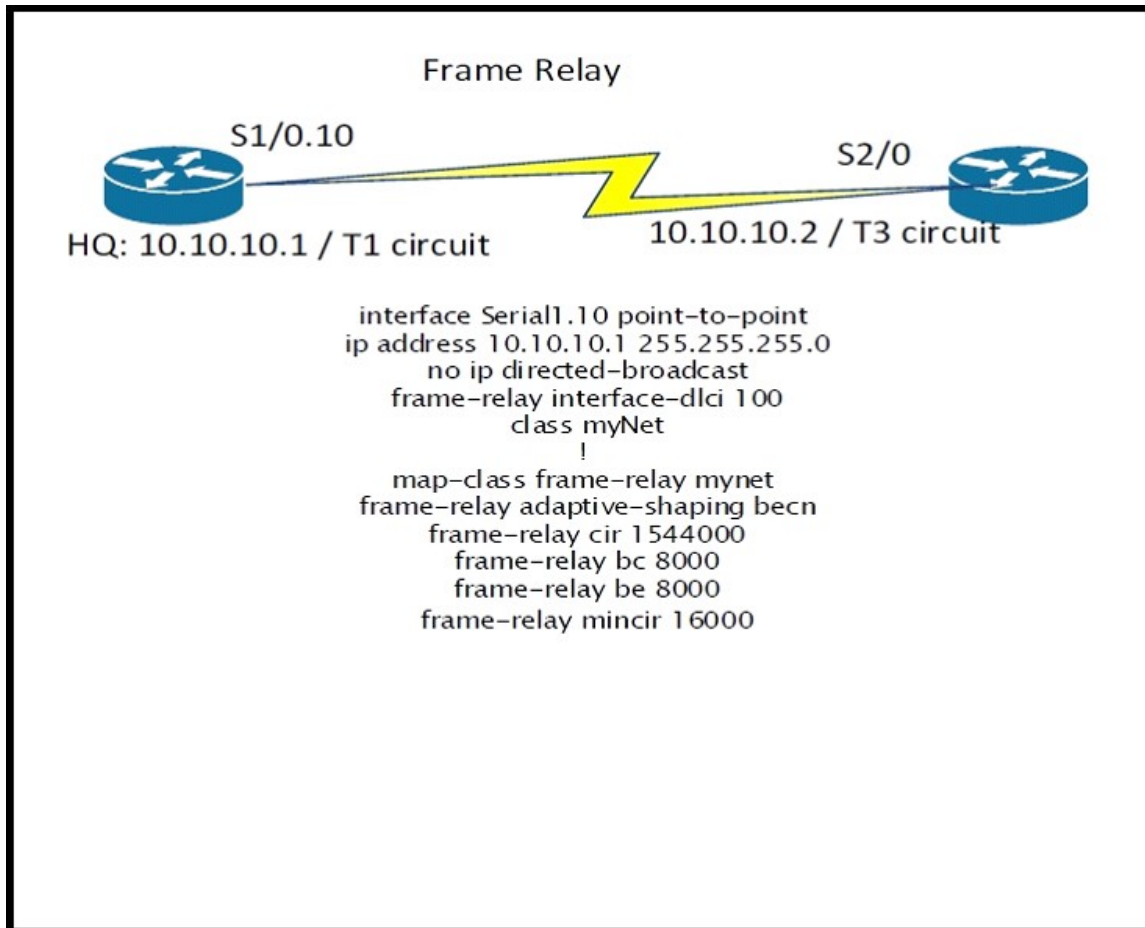 Frame Relay
S1/0.10
S2/0
HQ: 10.10.10.1 / T1 circuit
10.10.10.2 / T3 circuit
interface Serial1.10 point-to-point
ip address 10.10.10.1 255.255.255.0
no ip directed-broadcast
frame-relay interface-dlci 100
class myNet
!
map-class frame-relay mynet
frame-relay adaptive-shaping becn
frame-relay cir 1544000
frame-relay bc 8000
frame-relay be 8000
frame-relay mincir 16000